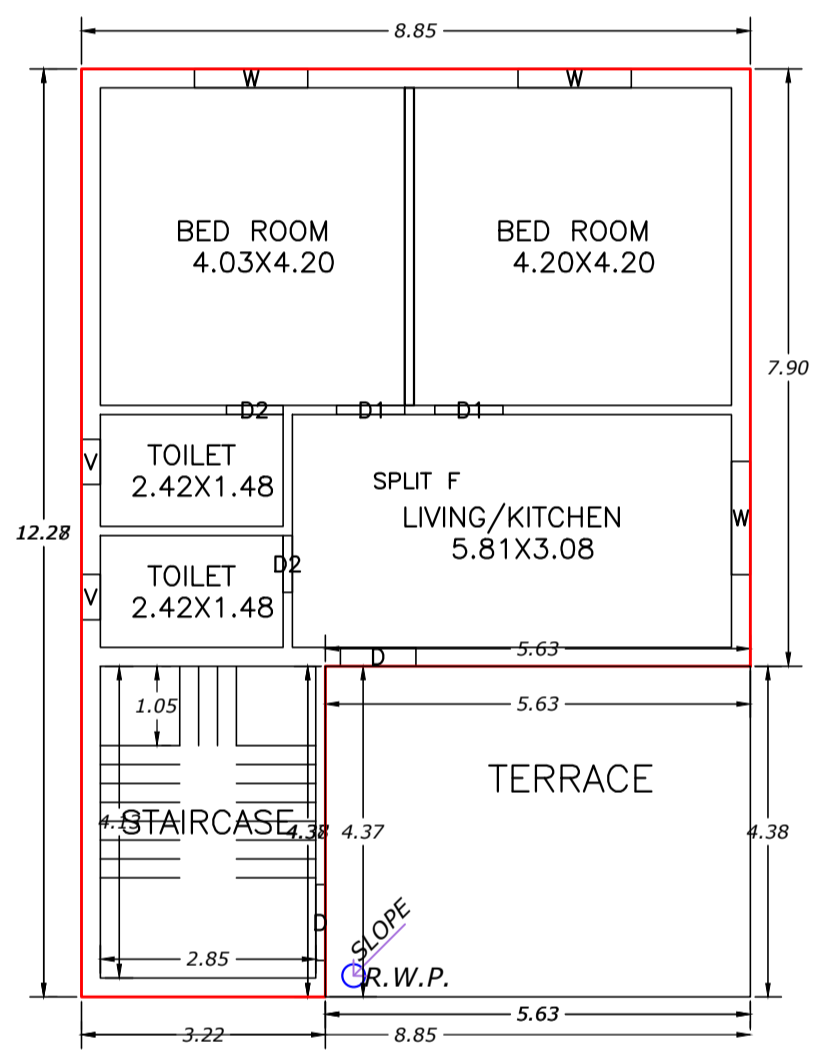 8.85
W
W
BED ROOM
4.03X4.20
BED ROOM
4.20X4.20
7.90
D2
D1
D1
V
TOILET
2.42X1.48
SPLIT F
LIVING/KITCHEN
5.81X3.08
W
12.28
D2
V
TOILET
2.42X1.48
D
5.63
1.05
5.63
TERRACE
STAIRCASE
4.13
4.37
4.38
D
SLOPE
2.85
R.W.P.
5.63
3.22
8.85